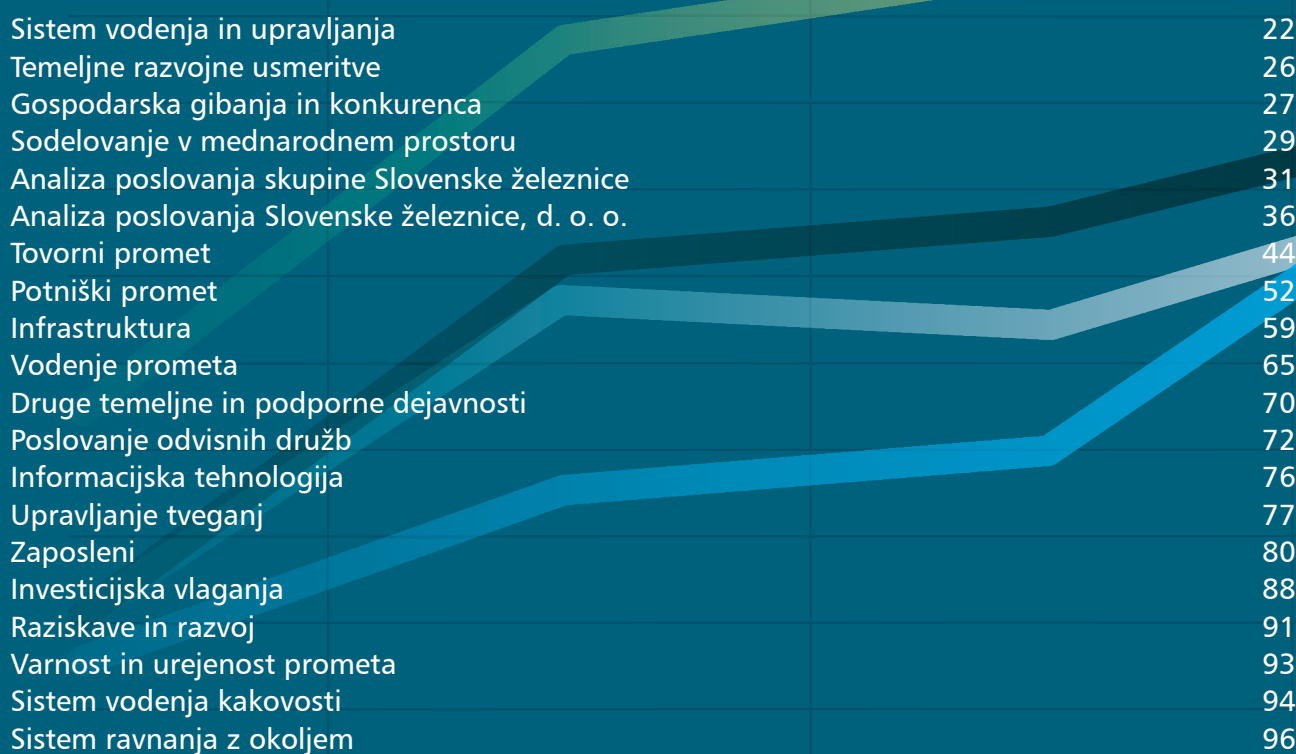 Sistem vodenja in upravljanja 22
Temeljne razvojne usmeritve 26
Gospodarska gibanja in konkurenca 27
Sodelovanje v mednarodnem prostoru 29
Analiza poslovanja skupine Slovenske železnice 31
Analiza poslovanja Slovenske železnice, d. o. o. 36
Tovorni promet 44
Potniški promet 52
Infrastruktura 59
Vodenje prometa 65
Druge temeljne in podporne dejavnosti 70
Poslovanje odvisnih družb 72
Informacijska tehnologija 76
Upravljanje tveganj 77
Zaposleni 80
Investicijska vlaganja 88
Raziskave in razvoj 91
Varnost in urejenost prometa 93
Sistem vodenja kakovosti 94
Sistem ravnanja z okoljem 96